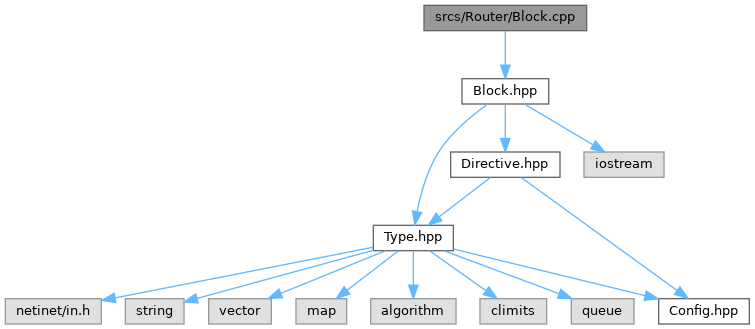 srcs/Router/Block.cpp
Block.hpp
Directive.hpp
iostream
Type.hpp
netinet/in.h
string
vector
map
algorithm
climits
queue
Config.hpp